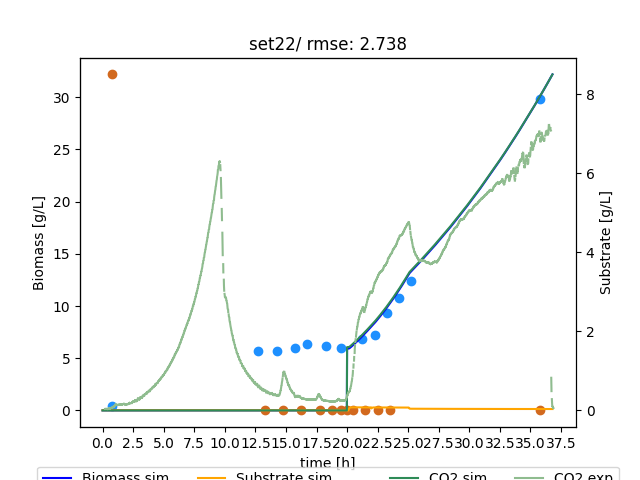 set22/ rmse: 2.738
Biomass [g/L]
Substrate [g/L]
30
25
20
15
10
5
0
8
6
4
2
0
0.0 2.5 5.0 7.5 10.0 12.5 15.0 17.5 20.0 22.5 25.0 27.5 30.0 32.5 35.0 37.5
time [h]
Biomass sim Substrate sim CO2 sim CO2 exp